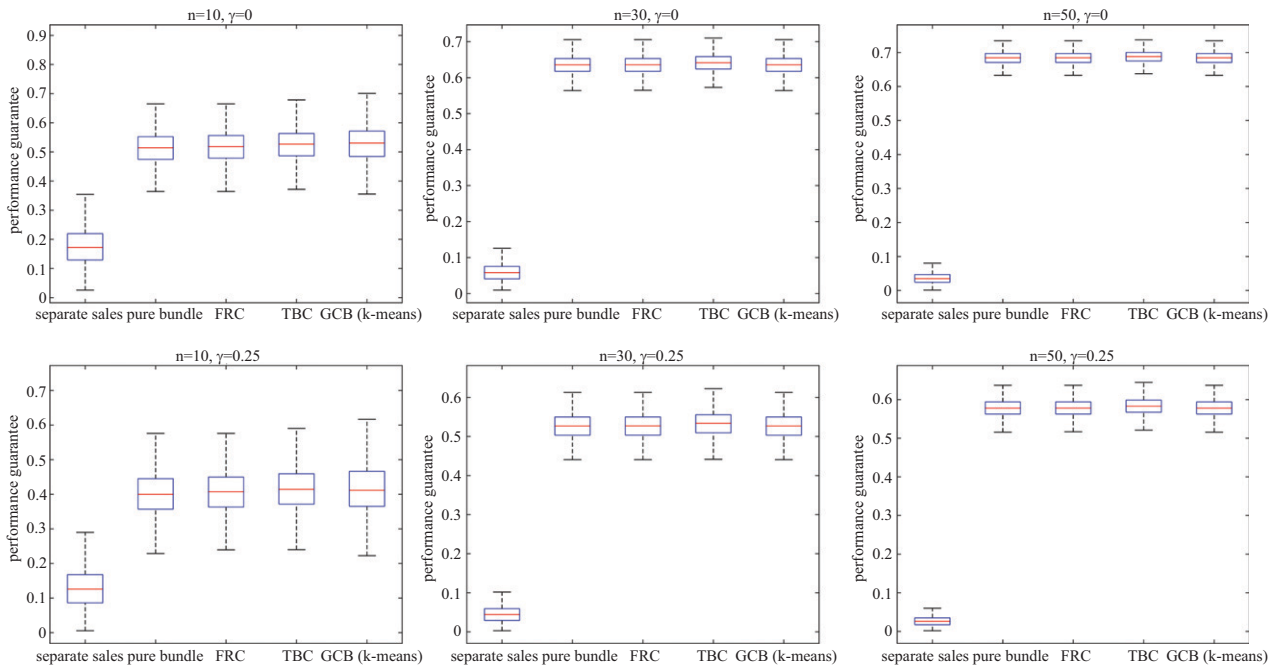 n=10, γ=0
performance guarantee
0.9
0.8
0.7
0.6
0.5
0.4
0.3
0.2
0.1
0
separate sales pure bundle FRC TBC GCB (k-means)
n=30, γ=0
performance guarantee
0.7
0.6
0.5
0.4
0.3
0.2
0.1
0
separate sales pure bundle FRC TBC GCB (k-means)
n=50, γ=0
performance guarantee
0.7
0.6
0.5
0.4
0.3
0.2
0.1
0
separate sales pure bundle FRC TBC GCB (k-means)
n=10, γ=0.25
performance guarantee
0.7
0.6
0.5
0.4
0.3
0.2
0.1
0
separate sales pure bundle FRC TBC GCB (k-means)
n=30, γ=0.25
performance guarantee
0.6
0.5
0.4
0.3
0.2
0.1
0
separate sales pure bundle FRC TBC GCB (k-means)
n=50, γ=0.25
performance guarantee
0.6
0.5
0.4
0.3
0.2
0.1
0
separate sales pure bundle FRC TBC GCB (k-means)